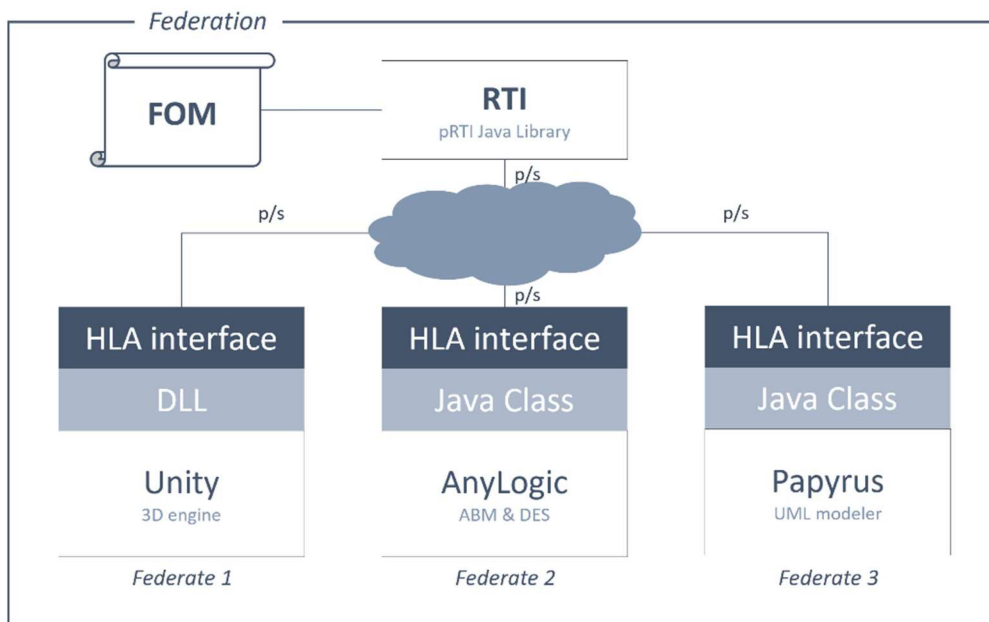 Federation
FOM
RTI
pRTI Java Library
p/s
p/s
p/s
p/s
HLA interface
DLL
Unity
3D engine
Federate 1
HLA interface
Java Class
AnyLogic
ABM & DES
Federate 2
HLA interface
Java Class
Papyrus
UML modeler
Federate 3